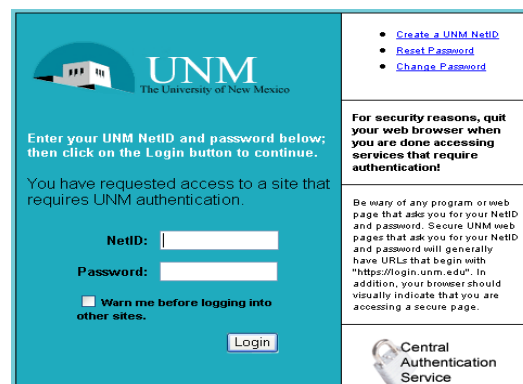 UNM
The University of New Mexico
Enter your UNM NetID and password below;
then click on the Login button to continue.
You have requested access to a site that
requires UNM authentication.
NetID:
Password:
Warn me before logging into
other sites.
Login
Create a UNM NetID
Reset Password
Change Password
For security reasons, quit
your web browser when
you are done accessing
services that require
authentication!
Be wary of any program or web
page that asks you for your NetID
and password. Secure UNM web
pages that ask you for your NetID
and password will generally
have URLs that begin with
"https://login.unm.edu". In
addition, your browser should
visually indicate that you are
accessing a secure page.
Central
Authentication
Service